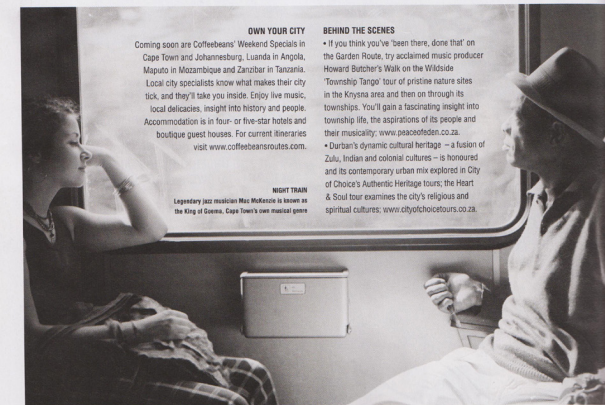 OWN YOUR CITY
Coming soon are Coffeebeans' Weekend Specials in
Cape Town and Johannesburg, Luanda in Angola,
Maputo in Mozambique and Zanzibar in Tanzania.
Local city specialists know what makes their city
tick, and they'll take you inside. Enjoy live music,
local delicacies, insight into history and people.
Accommodation is in four- or five-star hotels and
boutique guest houses. For current itineraries
visit www.coffeebeansroutes.com.
NIGHT TRAIN
Legendary jazz musician Mac McKenzie is known as
the King of Goema, Cape Town's own musical genre
BEHIND THE SCENES
• If you think you've 'been there, done that' on
the Garden Route, try acclaimed music producer
Howard Butcher's Walk on the Wildside
'Township Tango' tour of pristine nature sites
in the Knysna area and then on through its
townships. You'll gain a fascinating insight into
township life, the aspirations of its people and
their musicality; www.peaceofeden.co.za.
• Durban's dynamic cultural heritage – a fusion of
Zulu, Indian and colonial cultures – is honoured
and its contemporary urban mix explored in City
of Choice's Authentic Heritage tours; the Heart
& Soul tour examines the city's religious and
spiritual cultures; www.cityofchoicetours.co.za.